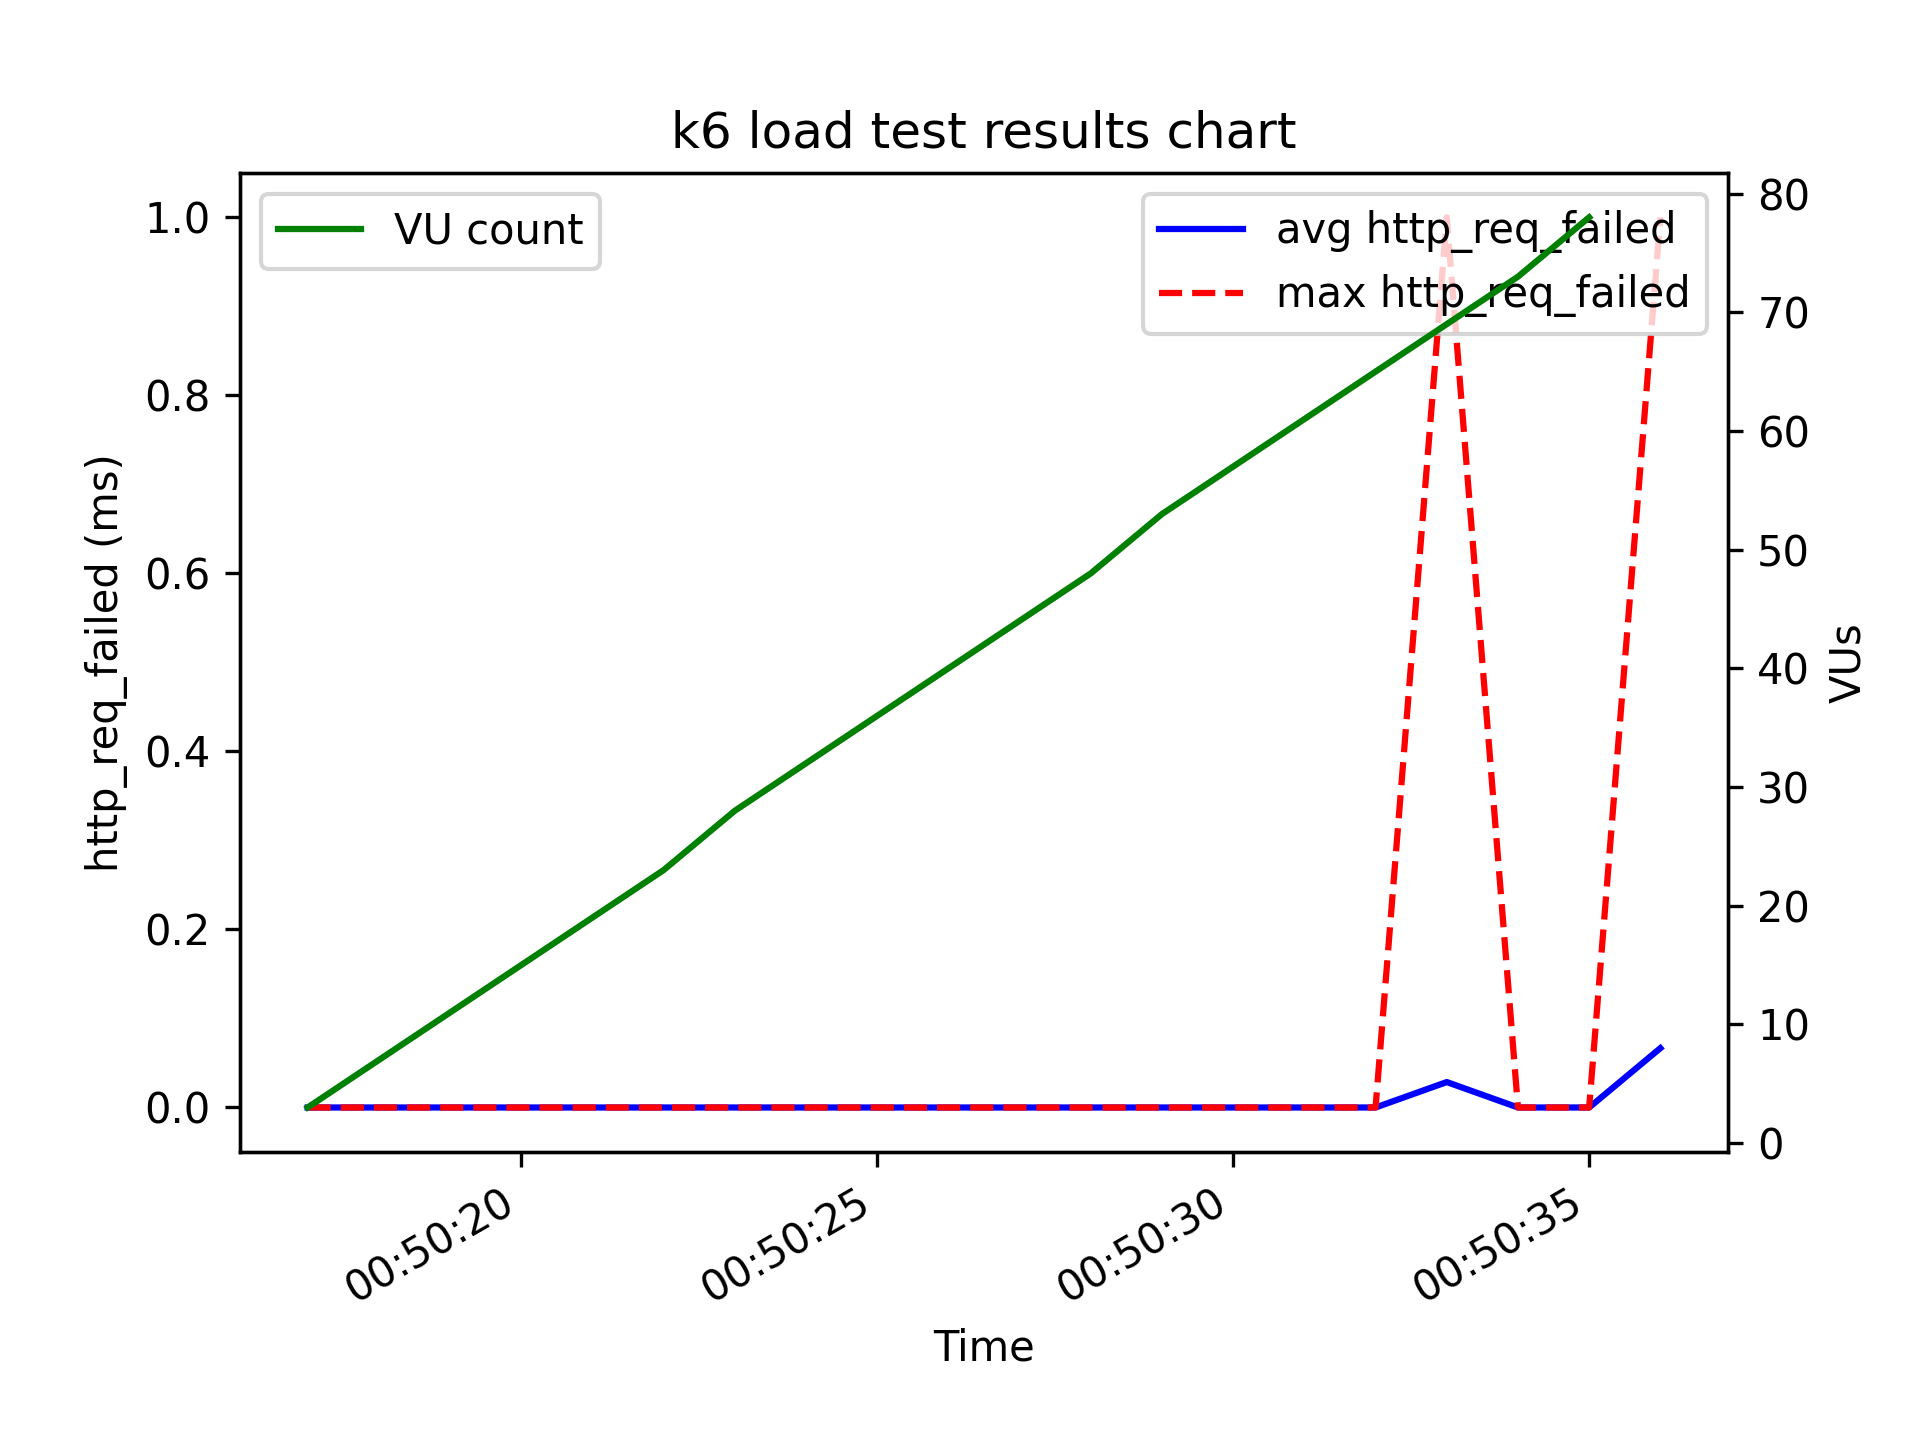 k6 load test results chart
VU count
avg http_req_failed
max http_req_failed
1.0
0.8
0.6
0.4
0.2
0.0
http_req_failed (ms)
80
70
60
50
40
30
20
10
0
VUs
00:50:20
00:50:25
00:50:30
00:50:35
Time